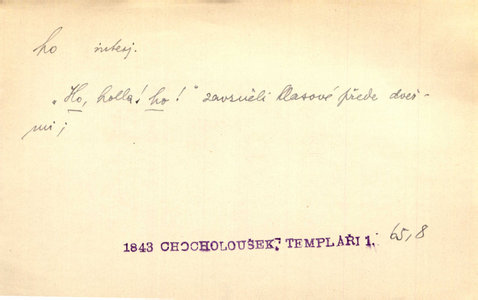 ho interj.
„Ho, holla! ho!" zavzněli hlasové přede dveř-
mi;
1843 CHOCHOLOUŠEK, TEMPLÁŘI 1. 65,8